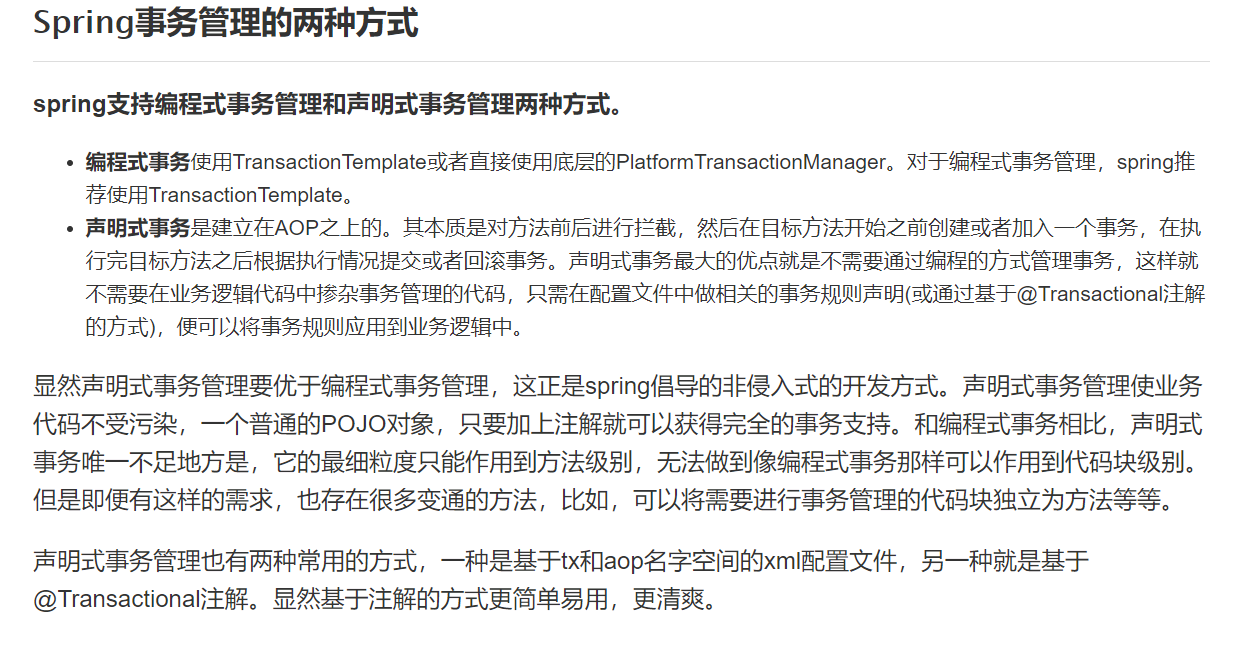 Spring事务管理的两种方式
spring支持编程式事务管理和声明式事务管理两种方式。
• 编程式事务使用TransactionTemplate或者直接使用底层的PlatformTransactionManager。对于编程式事务管理，spring推
荐使用TransactionTemplate。
• 声明式事务是建立在AOP之上的。其本质是对方法前后进行拦截，然后在目标方法开始之前创建或者加入一个事务，在执
行完目标方法之后根据执行情况提交或者回滚事务。声明式事务最大的优点就是不需要通过编程的方式管理事务，这样就
不需要在业务逻辑代码中掺杂事务管理的代码，只需在配置文件中做相关的事务规则声明(或通过基于@Transactional注解
的方式)，便可以将事务规则应用到业务逻辑中。
显然声明式事务管理要优于编程式事务管理，这正是spring倡导的非侵入式的开发方式。声明式事务管理使业务
代码不受污染，一个普通的POJO对象，只要加上注解就可以获得完全的事务支持。和编程式事务相比，声明式
事务唯一不足地方是，它的最细粒度只能作用到方法级别，无法做到像编程式事务那样可以作用到代码块级别。
但是即便有这样的需求，也存在很多变通的方法，比如，可以将需要进行事务管理的代码块独立为方法等等。
声明式事务管理也有两种常用的方式，一种是基于tx和aop名字空间的xml配置文件，另一种就是基于
@Transactional注解。显然基于注解的方式更简单易用，更清爽。